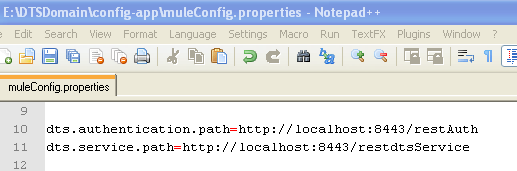 E:\DTSDomain\config-app\muleConfig.properties - Notepad++
Edit Search View Format Language Settings Macro Run TextFX Plugins Window ?
muleConfig.properties
9
10 dts.authentication.path=http://localhost:8443/restAuth
11 dts.service.path=http://localhost:8443/restdtsService
12